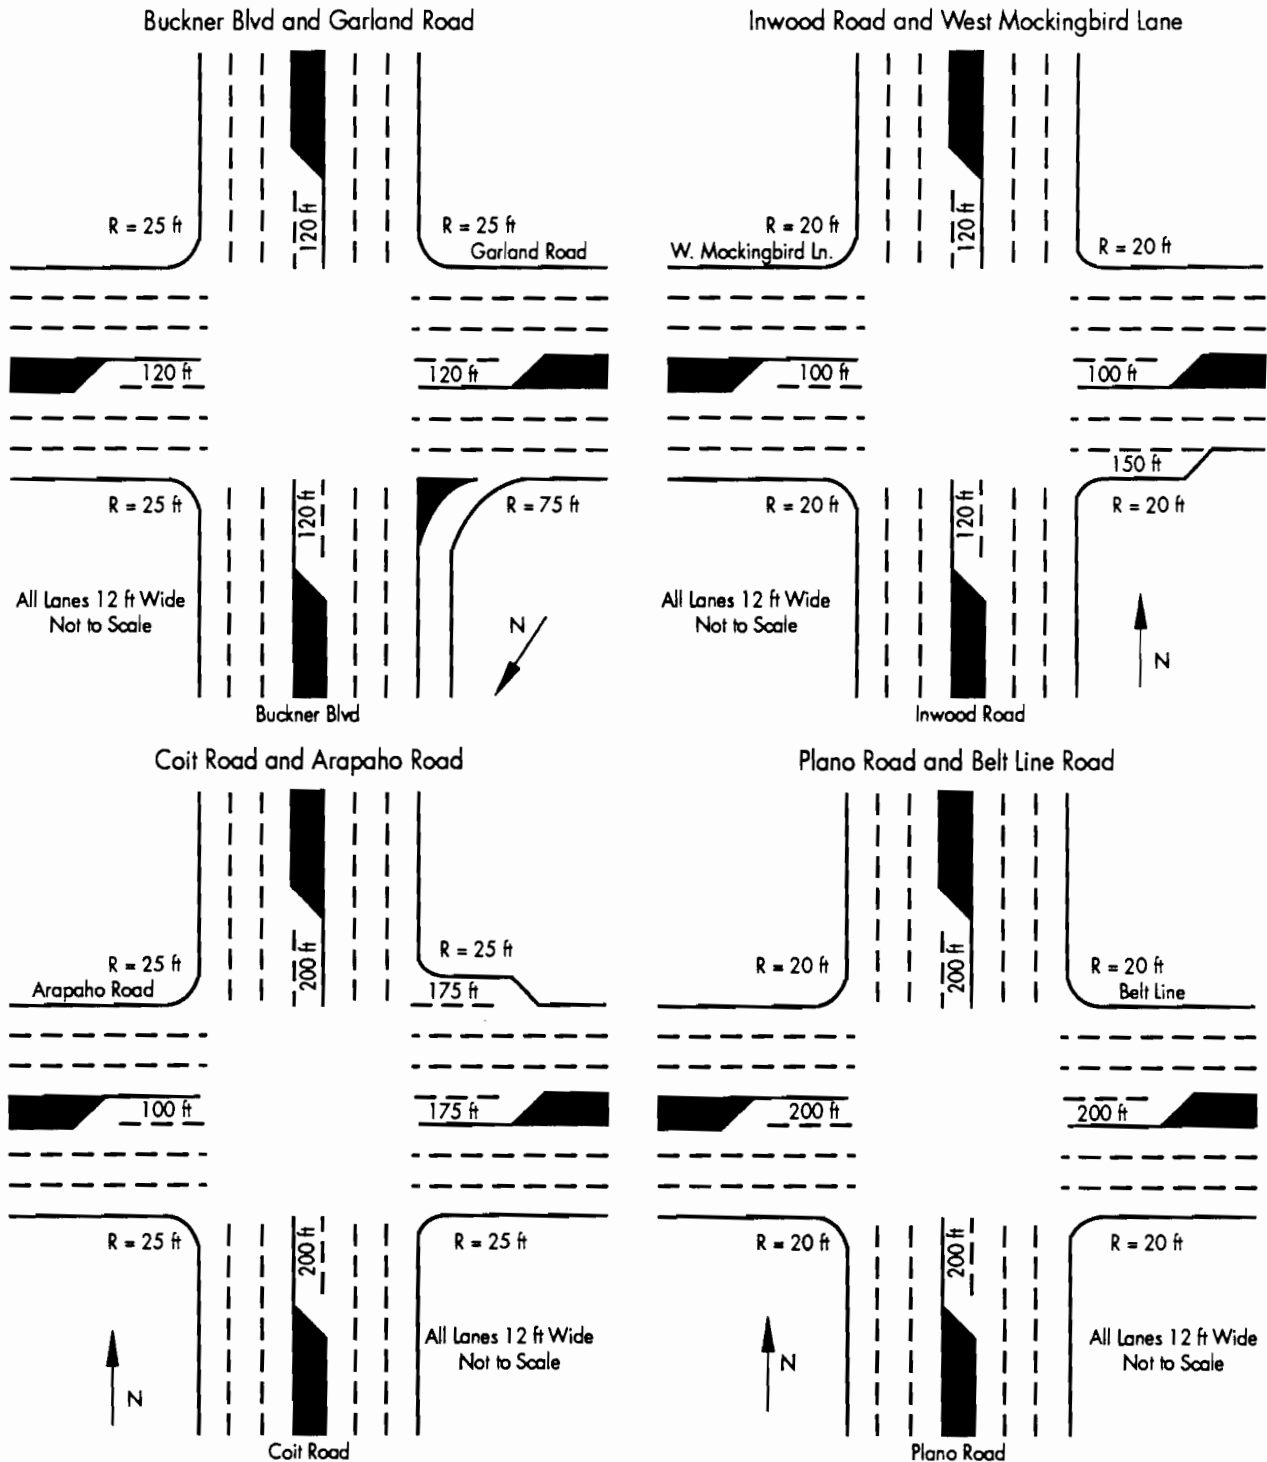 Buckner Blvd and Garland Road
R = 25 ft
120 ft
R = 25 ft
Garland Road
120 ft
120 ft
R = 25 ft
120 ft
R = 75 ft
All Lanes 12 ft Wide
Not to Scale
N
Buckner Blvd
Inwood Road and West Mockingbird Lane
R = 20 ft
W. Mockingbird Ln.
120 ft
R = 20 ft
100 ft
100 ft
150 ft
R = 20 ft
120 ft
R = 20 ft
All Lanes 12 ft Wide
Not to Scale
N
Inwood Road
Coit Road and Arapaho Road
R = 25 ft
Arapaho Road
200 ft
R = 25 ft
175 ft
100 ft
175 ft
R = 25 ft
200 ft
R = 25 ft
All Lanes 12 ft Wide
Not to Scale
N
Coit Road
Plano Road and Belt Line Road
R = 20 ft
200 ft
R = 20 ft
Belt Line
200 ft
200 ft
R = 20 ft
200 ft
R = 20 ft
All Lanes 12 ft Wide
Not to Scale
N
Plano Road